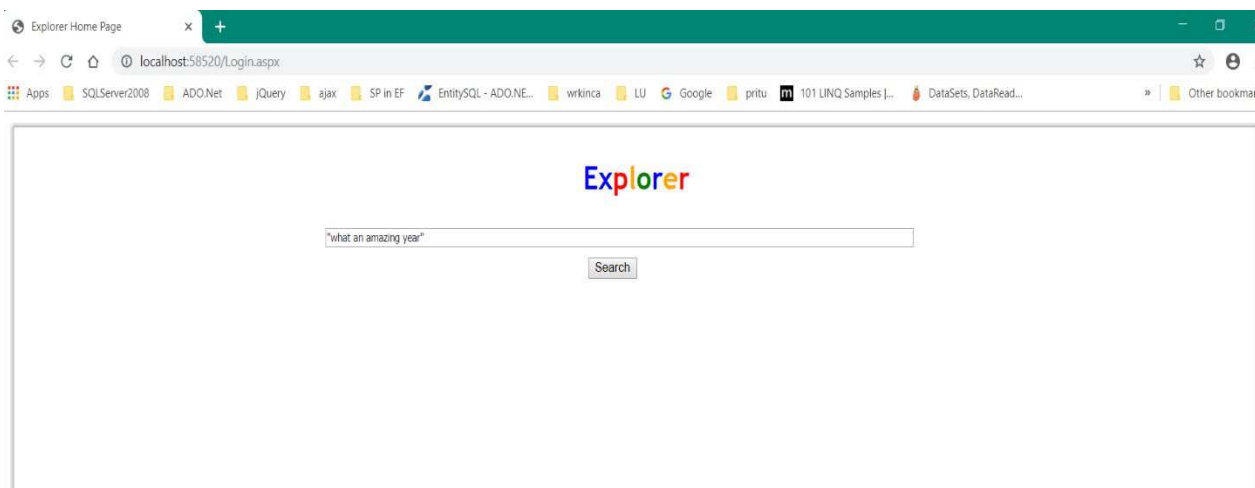 Explorer Home Page
localhost:58520/Login.aspx
Apps SQLServer2008 ADO.Net jQuery ajax SP in EF EntitySQL - ADO.NE... wrkinca LU Google pritu 101 LINQ Samples |... DataSets, DataRead... » Other bookmar
Explorer
"what an amazing year"
Search